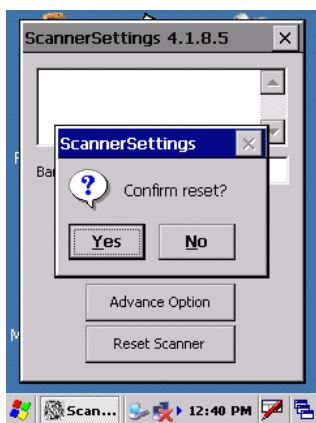 ScannerSettings 4.1.8.5
ScannerSettings
Confirm reset?
Yes No
Advance Option
Reset Scanner
Scan... 12:40 PM